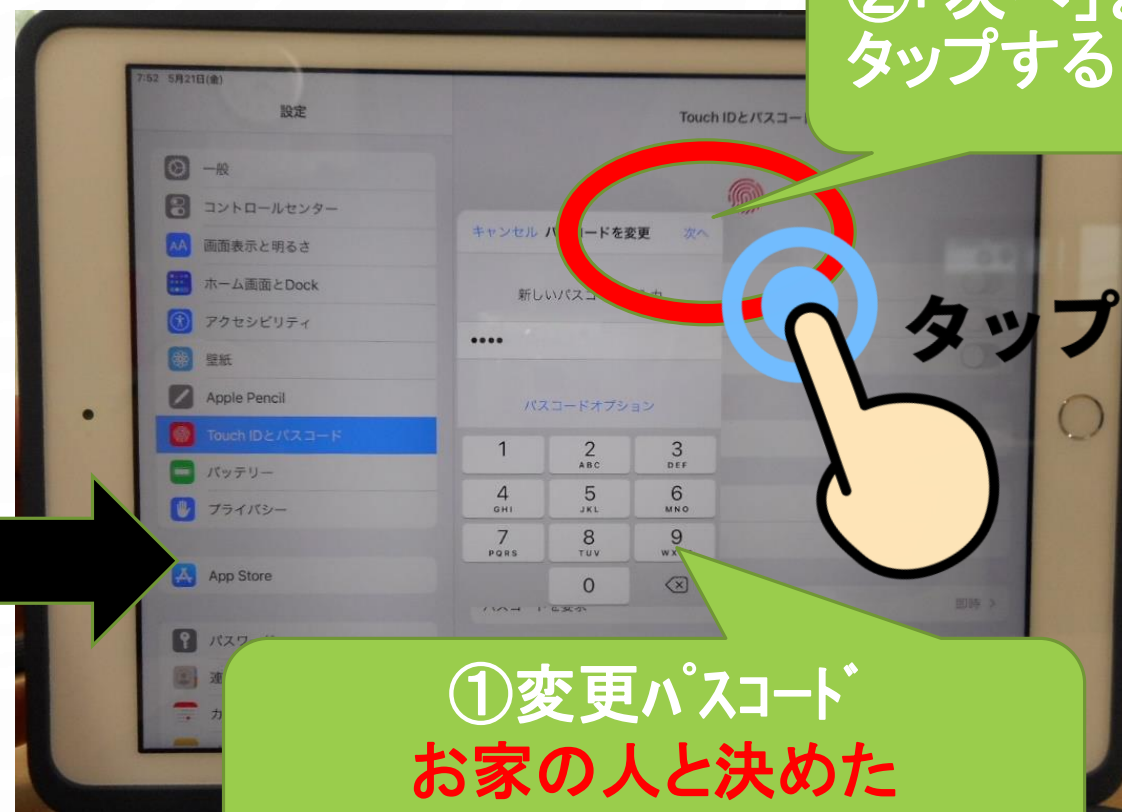 ②「次へ」
タップする
7:52 5月21日(金)
設定
Touch IDとパスコー
一般
コントロールセンター
画面表示と明るさ
ホーム画面とDock
アクセシビリティ
壁紙
Apple Pencil
Touch IDとパスコード
バッテリー
プライバシー
App Store
キャンセル
を変更
次へ
新しいパスコー
••••
パスコードオプション
1
2
ABC
3
DEF
4
GHI
5
JKL
6
MNO
7
PQRS
8
TUV
9
WX
0
即時 >
タップ
①変更ﾊﾟｽｺｰﾄﾞ
お家の人と決めた